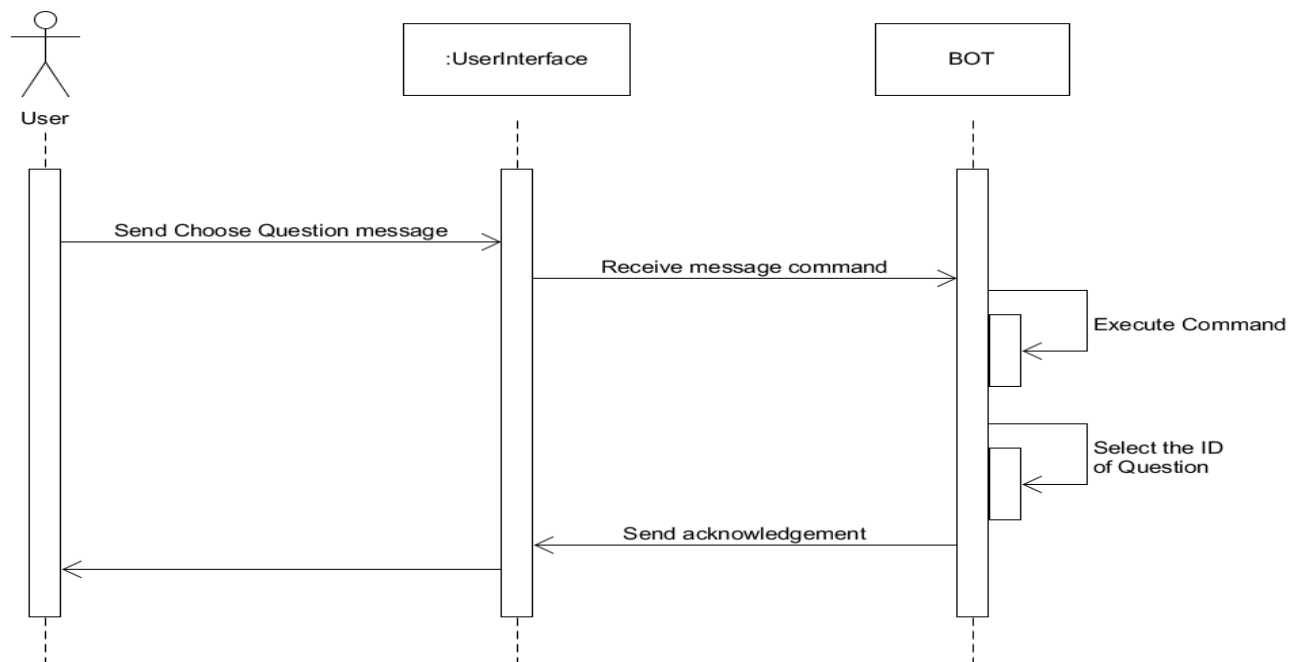 :UserInterface
BOT
User
Send Choose Question message
Receive message command
Execute Command
Select the ID
of Question
Send acknowledgement